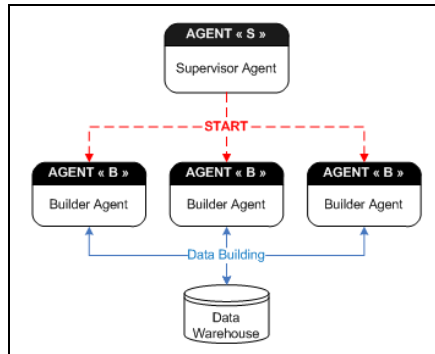 AGENT « S »
Supervisor Agent
START
AGENT « B »
AGENT « B »
AGENT « B »
Builder Agent
Builder Agent
Builder Agent
Data Building
Data
Warehouse